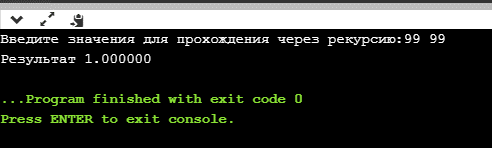 Введите значения для прохождения через рекурсию:99 99
Результат 1.000000
...Program finished with exit code 0
Press ENTER to exit console.